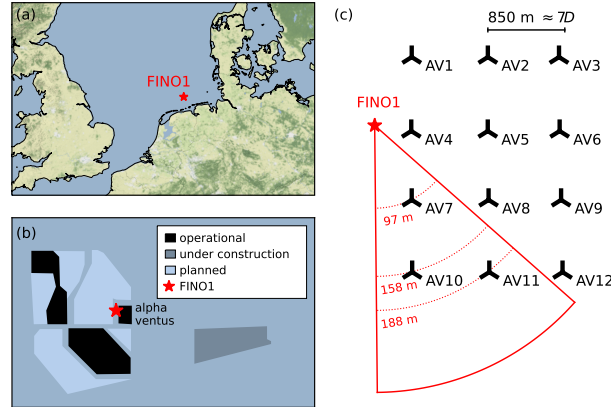 (a)
FINO1
(b)
operational
under construction
planned
FINO1
alpha
ventus
(c)
850 m ≈ 7D
AV1 AV2 AV3
FINO1
AV4 AV5 AV6
AV7 AV8 AV9
97 m
AV10 AV11 AV12
158 m
188 m